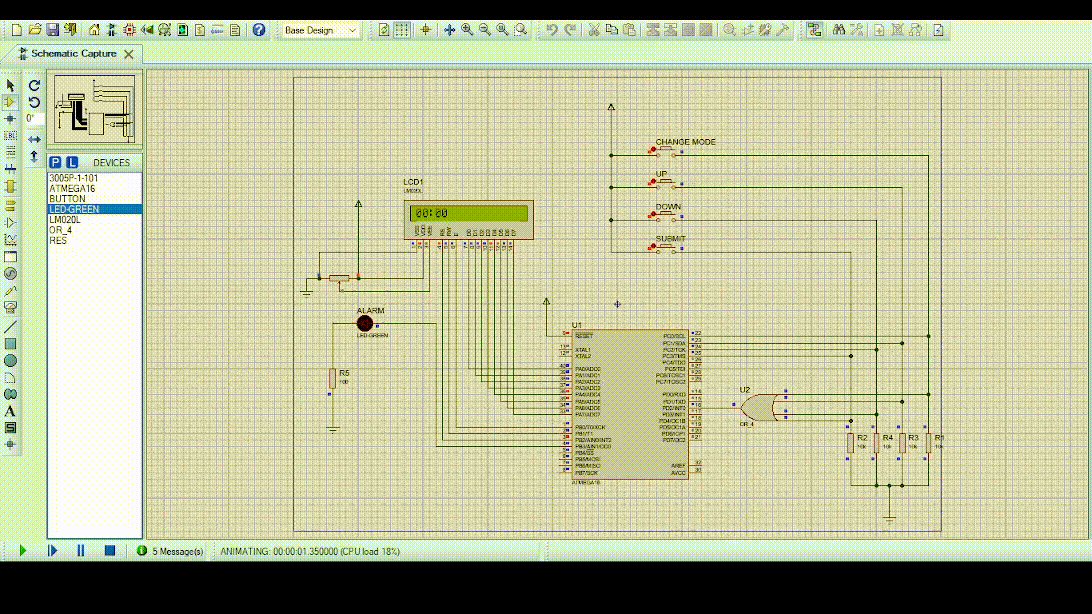 Base Design
Schematic Capture
0°
P L DEVICES
3005P-1-101
ATMEGA16
BUTTON
LED-GREEN
LM020L
OR_4
RES
CHANGE MODE
UP
DOWN
SUBMIT
LCD1
LM020L
00:00
ALARM
LED-GREEN
R5
100
U1
RESET
XTAL1
XTAL2
PA0/ADC0
PA1/ADC1
PA2/ADC2
PA3/ADC3
PA4/ADC4
PA5/ADC5
PA6/ADC6
PA7/ADC7
PB0/T0/XCK
PB1/T1
PB2/AIN0/INT2
PB3/AIN1/OC0
PB4/SS
PB5/MOSI
PB6/MISO
PB7/SCK
PC0/SCL
PC1/SDA
PC2/TCK
PC3/TMS
PC4/TDO
PC5/TDI
PC6/TOSC1
PC7/TOSC2
PD0/RXD
PD1/TXD
PD2/INT0
PD3/INT1
PD4/OC1B
PD5/OC1A
PD6/ICP1
PD7/OC2
AREF
AVCC
ATMEGA16
U2
OR_4
R2
10k
R4
10k
R3
10k
R1
10k
5 Message(s)
ANIMATING: 00:00:01.350000 (CPU load 18%)